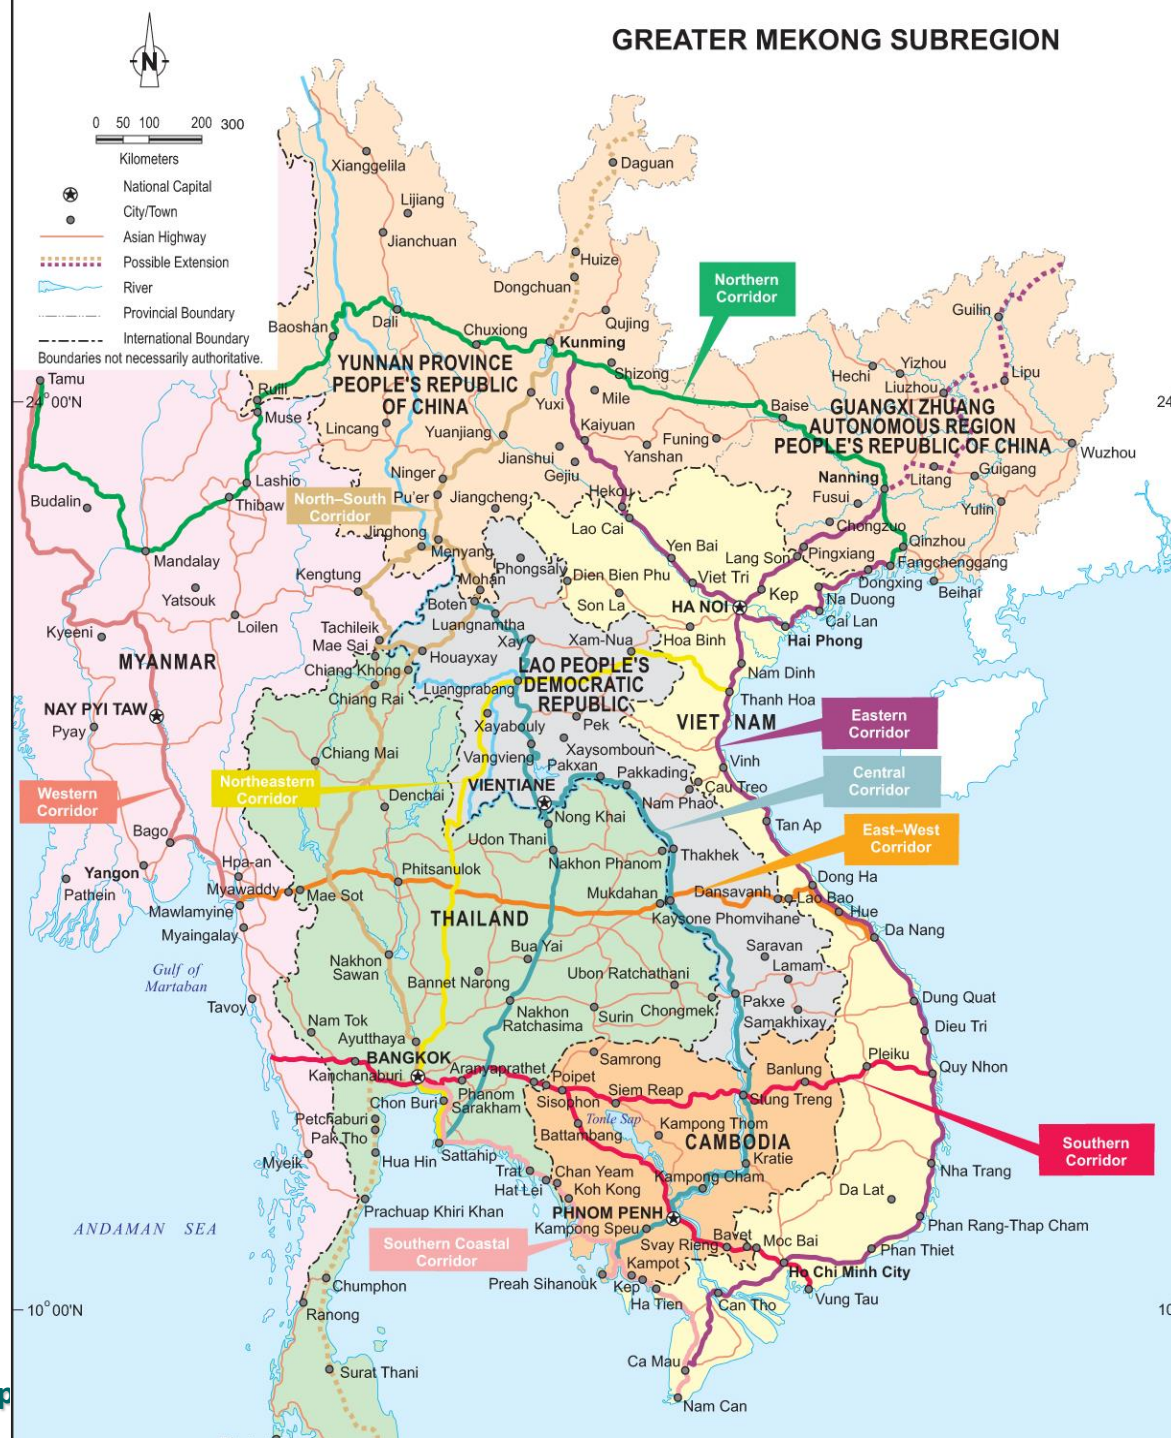 GREATER MEKONG SUBREGION
N
0 50 100 200 300
Kilometers
National Capital
City/Town
Asian Highway
Possible Extension
River
Provincial Boundary
International Boundary
Boundaries not necessarily authoritative.
Daguan
Xianggelila
Lijiang
Jianchuan
Huize
Dongchuan
Northern
Corridor
Guilin
Qujing
Baoshan
Dali
Chuxiong
Kunming
YUNNAN PROVINCE
PEOPLE'S REPUBLIC
OF CHINA
Shizong
Mile
Hechi
Yizhou
Liuzhou
Lipu
Tamu
24°00'N
24
Ruili
Muse
Yuxi
Baise
GUANGXI ZHUANG
AUTONOMOUS REGION
PEOPLE'S REPUBLIC OF CHINA
Lincang
Yuanjiang
Kaiyuan
Funing
Yanshan
Wuzhou
Jianshui
Gejiu
Nanning
Litang
Guigang
Ninger
Lashio
Thibaw
Budalin
North–South
Corridor
Pu'er
Jiangcheng
Hekou
Fusui
Yulin
Lao Cai
Chongzuo
Jinghong
Menyang
Yen Bai
Lang Son
Pingxiang
Qinzhou
Mandalay
Phongsaly
Fangchenggang
Kengtung
Mohan
Dien Bien Phu
Viet Tri
Dongxing
Beihai
Yatsouk
Boten
Son La
HA NOI
Kep
Na Duong
Loilen
Luangnamtha
Cai Lan
Kyeeni
Tachileik
Mae Sai
Xay
Xam-Nua
Hoa Binh
Hai Phong
MYANMAR
Houayxay
Chiang Khong
LAO PEOPLE'S
DEMOCRATIC
REPUBLIC
Nam Dinh
Chiang Rai
Luangprabang
Thanh Hoa
NAY PYI TAW
Pyay
Xayabouly
Pek
VIET NAM
Eastern
Corridor
Chiang Mai
Vangvieng
Xaysomboun
Pakxan
Pakkading
Vinh
Central
Corridor
Northeastern
Corridor
VIENTIANE
Cau Treo
Western
Corridor
Denchai
Nam Phao
Nong Khai
Tan Ap
East–West
Corridor
Bago
Udon Thani
Nakhon Phanom
Thakhek
Yangon
Hpa-an
Phitsanulok
Dong Ha
Pathein
Myawaddy
Mae Sot
Mukdahan
Dansavanh
Lao Bao
Mawlamyine
Kaysone Phomvihane
Hue
Myaingalay
THAILAND
Da Nang
Bua Yai
Saravan
Nakhon
Sawan
Gulf of
Martaban
Bannet Narong
Ubon Ratchathani
Lamam
Tavoy
Nakhon
Ratchasima
Surin
Chongmek
Pakxe
Samakhixay
Dung Quat
Nam Tok
Ayutthaya
Dieu Tri
BANGKOK
Kanchanaburi
Aranyaprathet
Samrong
Pleiku
Poipet
Banlung
Quy Nhon
Phanom
Sarakham
Sisophon
Siem Reap
Stung Treng
Chon Buri
Petchaburi
Pak Tho
Tonle Sap
Kampong Thom
Battambang
CAMBODIA
Southern
Corridor
Myeik
Hua Hin
Sattahip
Kratie
Nha Trang
Trat
Hat Lei
Chan Yeam
Koh Kong
Kampong Cham
Da Lat
Prachuap Khiri Khan
PHNOM PENH
Kampong Speu
ANDAMAN SEA
Southern Coastal
Corridor
Svay Rieng
Bavet
Moc Bai
Phan Rang-Thap Cham
Phan Thiet
Kampot
Ho Chi Minh City
Chumphon
Preah Sihanouk
Kep
Ha Tien
Can Tho
Vung Tau
10°00'N
10
Ranong
Ca Mau
Surat Thani
Nam Can
p